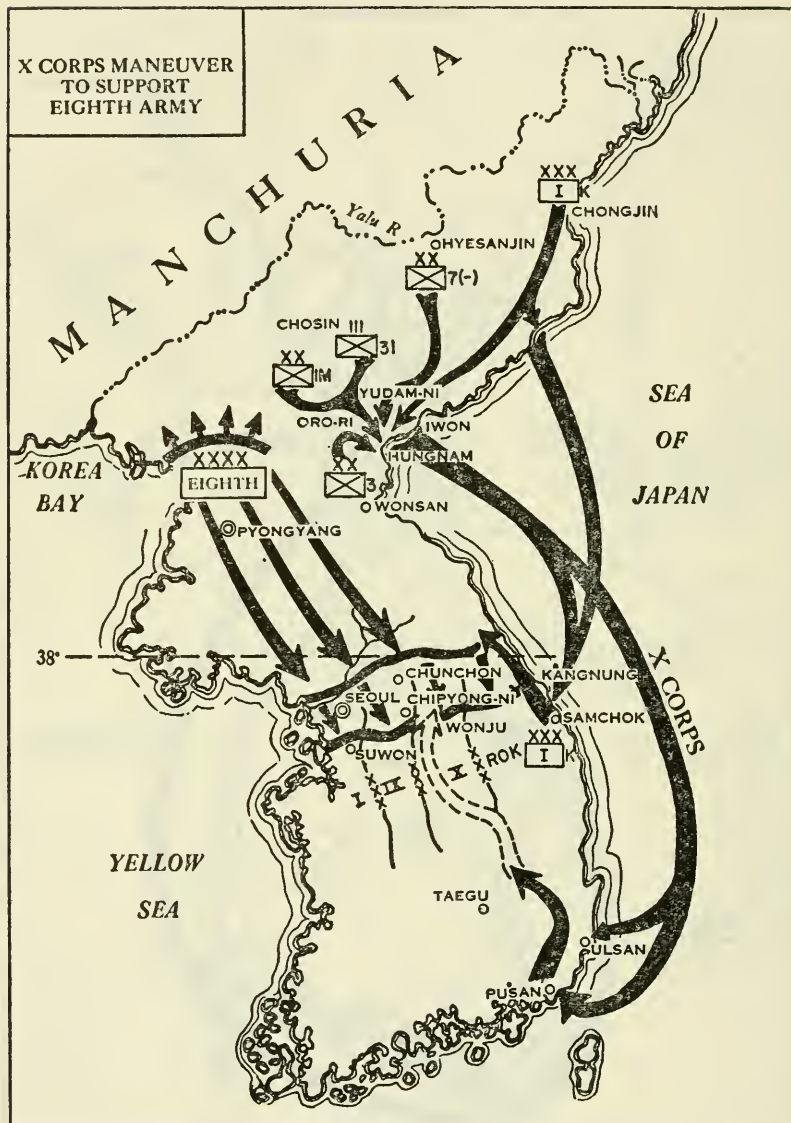 X CORPS MANEUVER
TO SUPPORT
EIGHTH ARMY
MANCHURIA
Yalu R
XXX
I K
CHONGJIN
HYESANJIN
XX
7(-)
CHOSIN III
31
XX
1M
YUDAM-NI
ORO-RI
IWON
HUNGNAM
XX
3
WONSAN
SEA
OF
JAPAN
KOREA
BAY
XXXX
EIGHTH
PYONGYANG
38°
CHUNCHON
KANGNUNG
SEOUL
CHIPYONG-NI
SAMCHOK
WONJU
XXX
I K
SUWON
I
IX
X
ROK
X CORPS
YELLOW
SEA
TAEGU
ULSAN
PUSAN